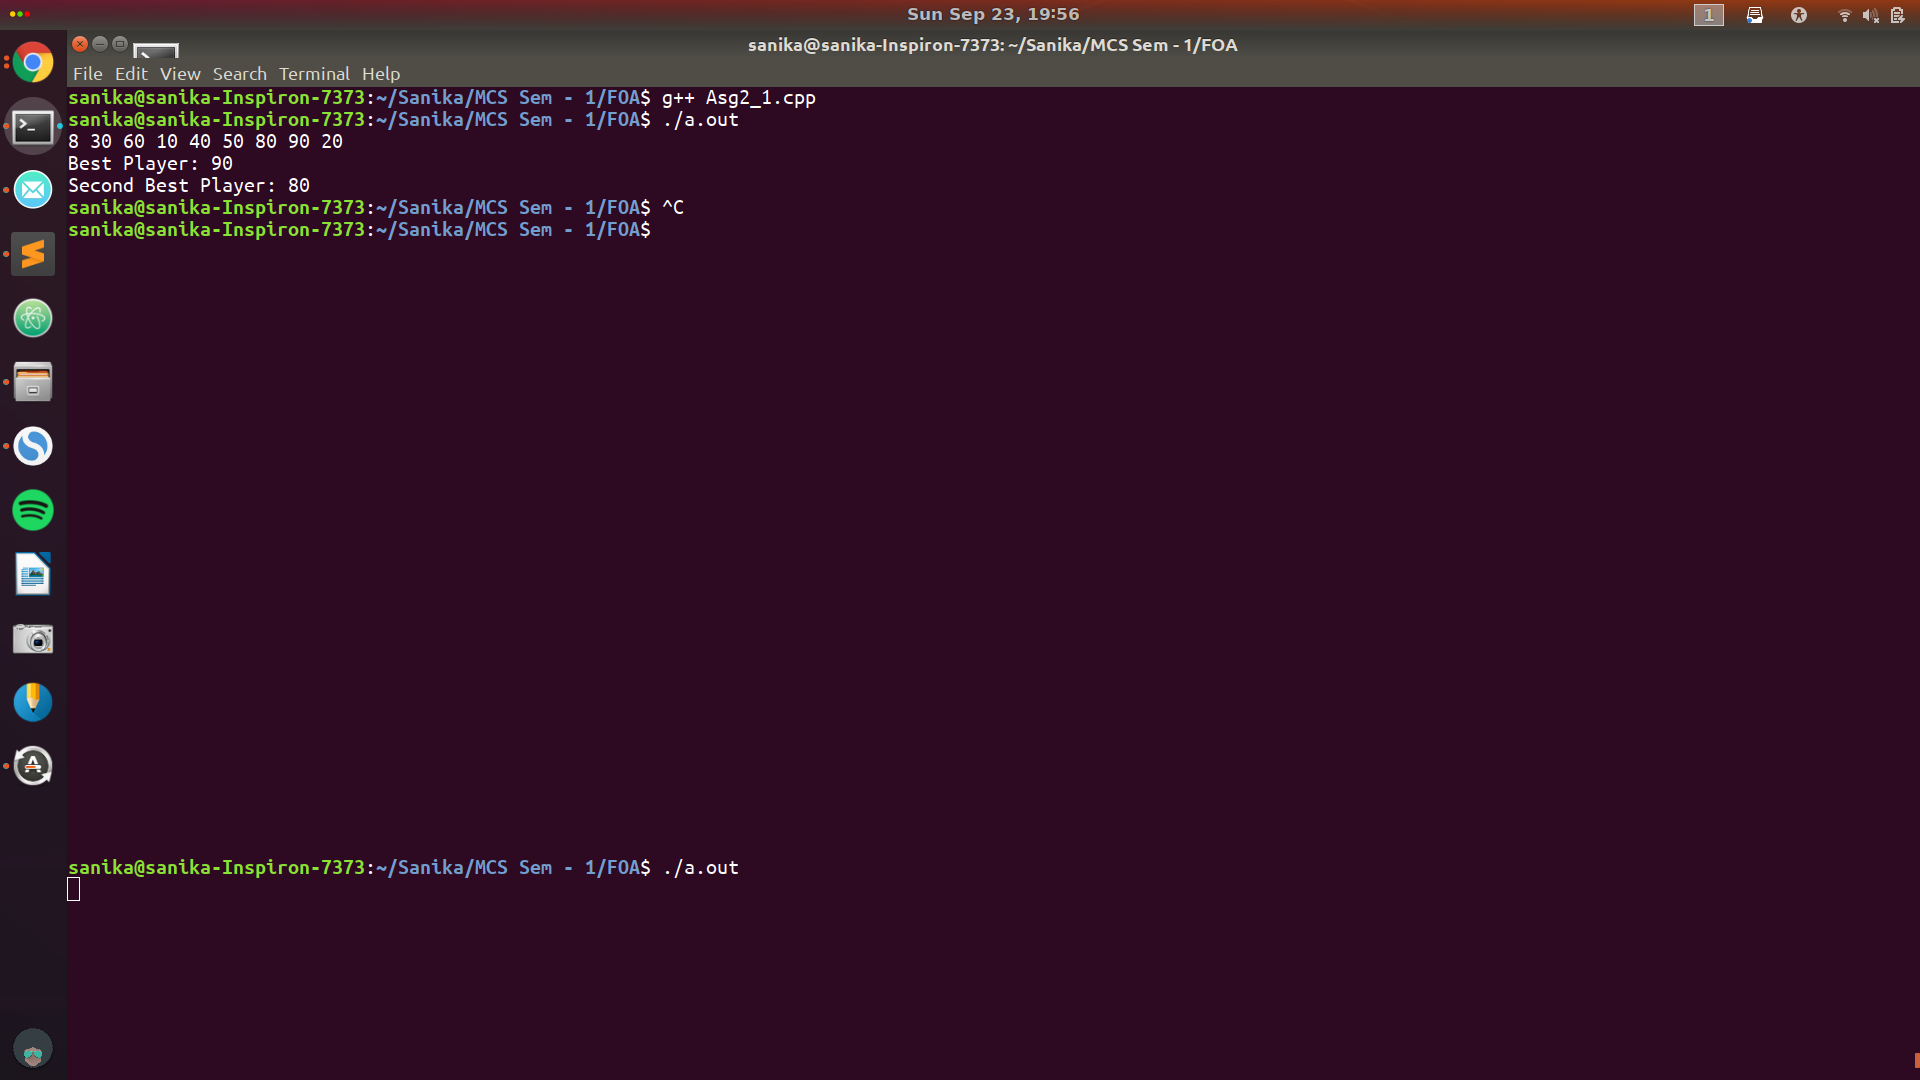 Sun Sep 23, 19:56
1
sanika@sanika-Inspiron-7373: ~/Sanika/MCS Sem - 1/FOA
File Edit View Search Terminal Help
sanika@sanika-Inspiron-7373:~/Sanika/MCS Sem - 1/FOA$ g++ Asg2_1.cpp
sanika@sanika-Inspiron-7373:~/Sanika/MCS Sem - 1/FOA$ ./a.out
8 30 60 10 40 50 80 90 20
Best Player: 90
Second Best Player: 80
sanika@sanika-Inspiron-7373:~/Sanika/MCS Sem - 1/FOA$ ^C
sanika@sanika-Inspiron-7373:~/Sanika/MCS Sem - 1/FOA$
sanika@sanika-Inspiron-7373:~/Sanika/MCS Sem - 1/FOA$ ./a.out